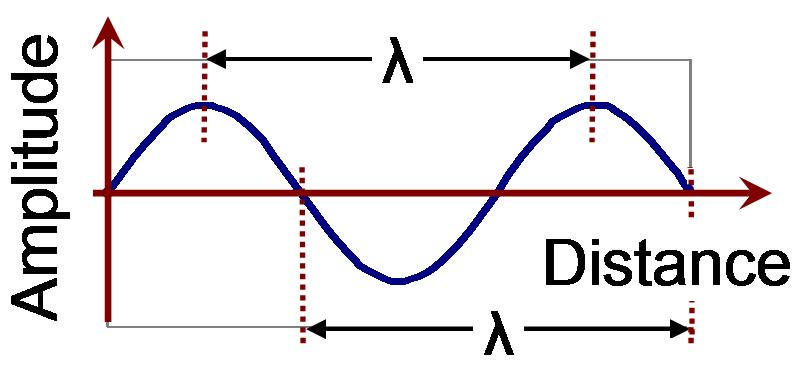 λ
Amplitude
Distance
λ